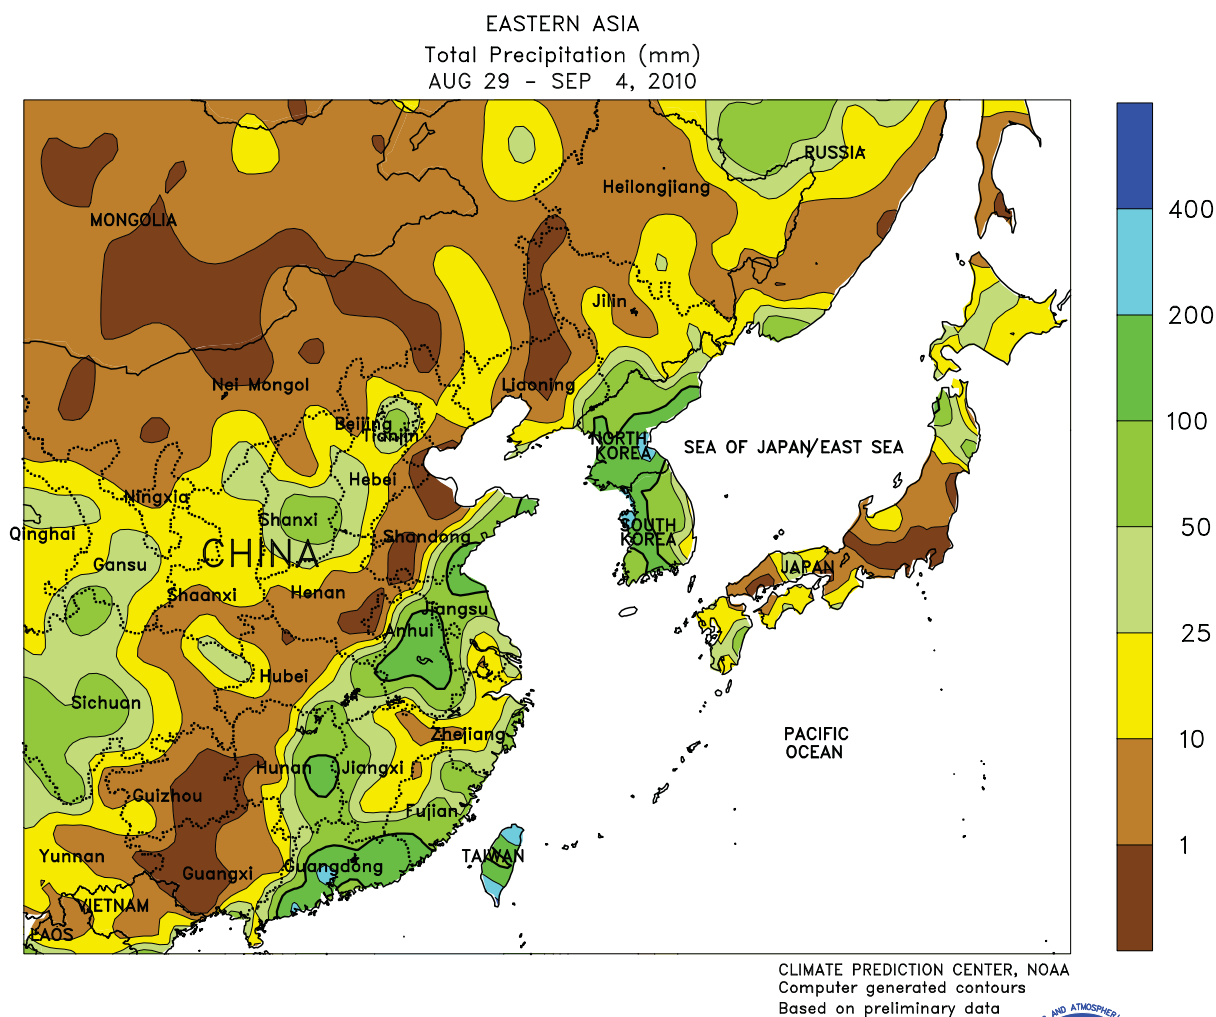 EASTERN ASIA
Total Precipitation (mm)
AUG 29 - SEP 4, 2010
RUSSIA
Heilongjiang
MONGOLIA
400
Jilin
200
Nei Mongol
Liaoning
Beijing
Tianjin
100
NORTH
KOREA
SEA OF JAPAN/EAST SEA
Hebei
Ningxia
Shanxi
SOUTH
KOREA
50
Qinghai
Shandong
CHINA
Gansu
JAPAN
Shaanxi
Henan
Jiangsu
Anhui
25
Hubei
Sichuan
Zhejiang
PACIFIC
OCEAN
10
Hunan
Jiangxi
Guizhou
Fujian
1
Yunnan
TAIWAN
Guangdong
Guangxi
VIETNAM
LAOS
CLIMATE PREDICTION CENTER, NOAA
Computer generated contours
Based on preliminary data
AND ATMOSPHER